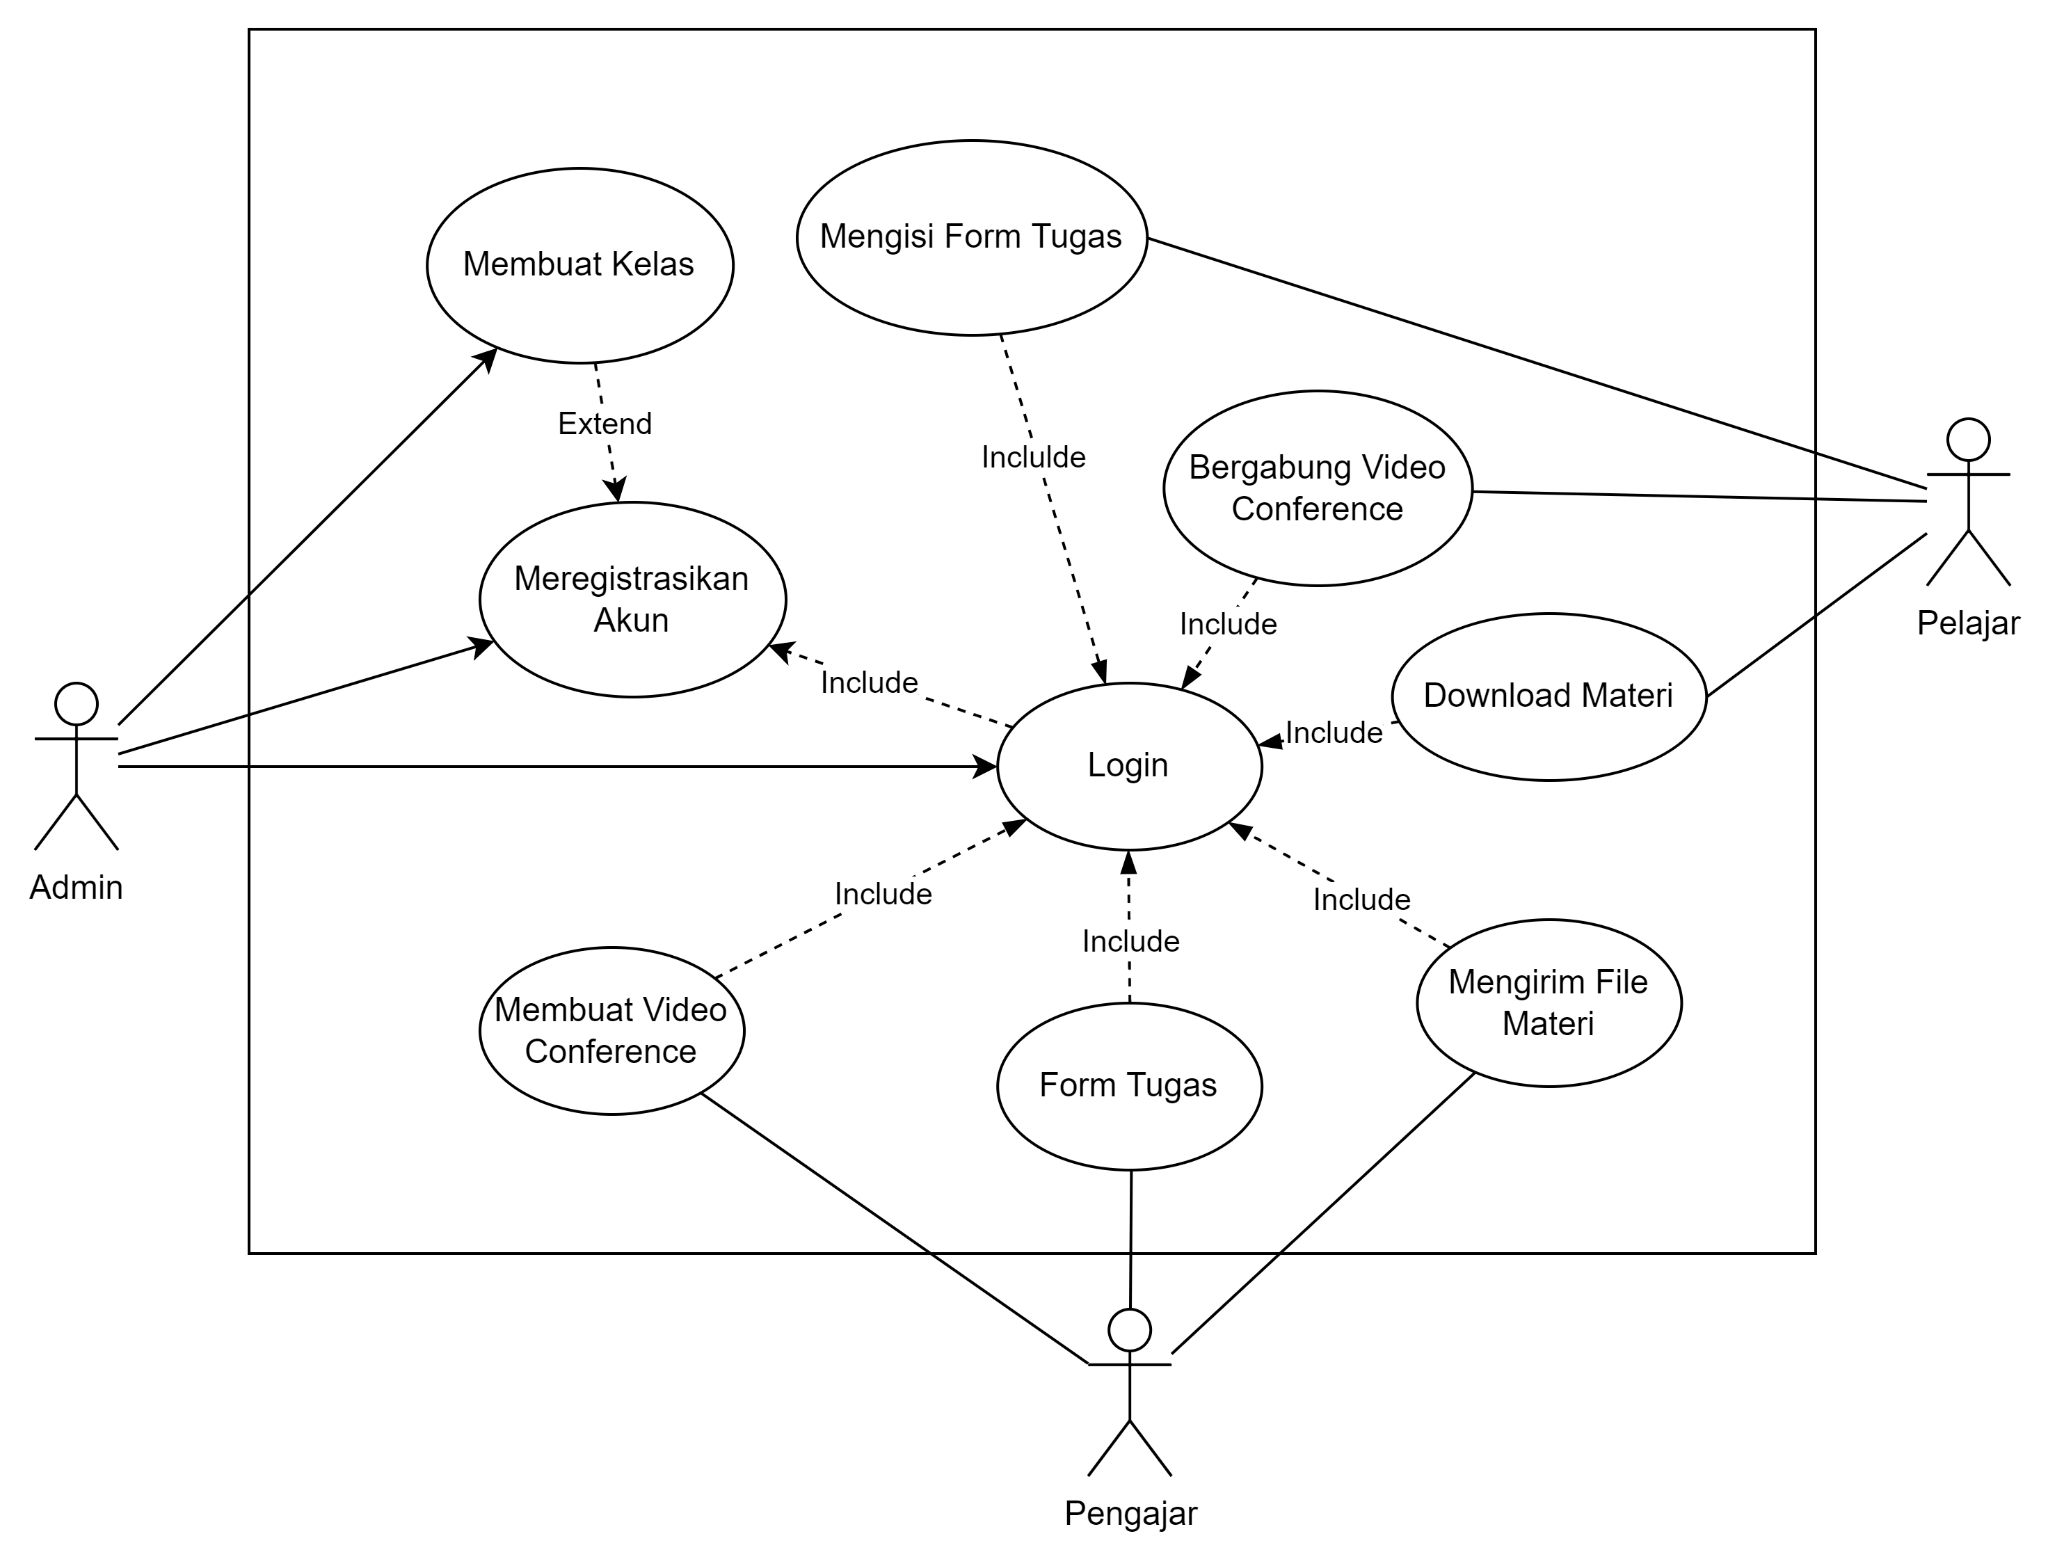 Mengisi Form Tugas
Membuat Kelas
Extend
Inclulde
Bergabung Video
Conference
Meregistrasikan
Akun
Include
Pelajar
Include
Download Materi
Include
Login
Admin
Include
Include
Include
Mengirim File
Materi
Membuat Video
Conference
Form Tugas
Pengajar